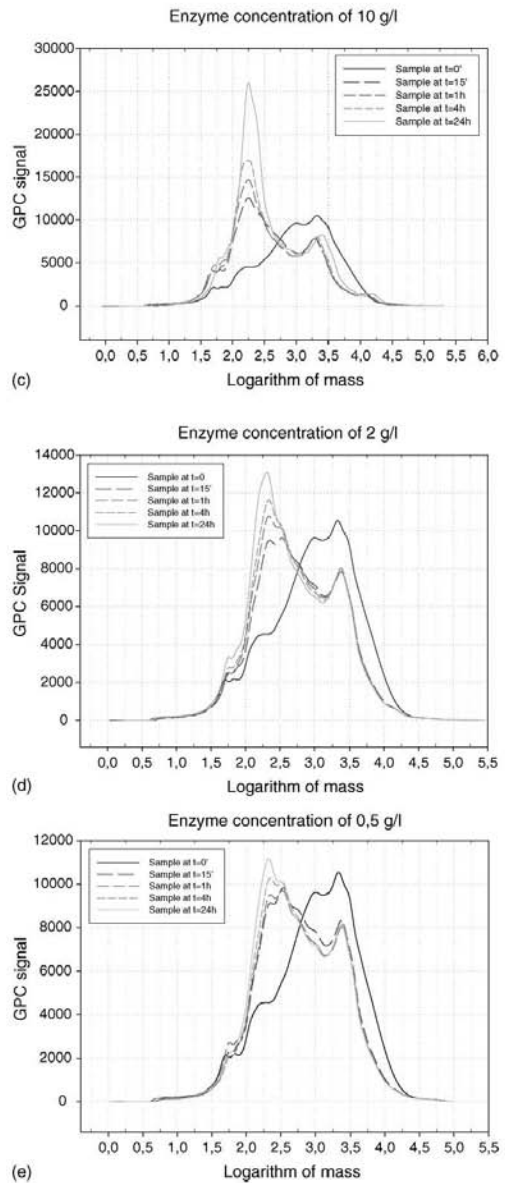 Enzyme concentration of 10 g/l
30000
25000
20000
15000
10000
5000
0
GPC signal
Sample at t=0'
Sample at t=15'
Sample at t=1h
Sample at t=4h
Sample at t=24h
0,0 0,5 1,0 1,5 2,0 2,5 3,0 3,5 4,0 4,5 5,0 5,5 6,0
Logarithm of mass
(c)
Enzyme concentration of 2 g/l
14000
12000
10000
8000
6000
4000
2000
0
GPC Signal
Sample at t=0
Sample at t=15'
Sample at t=1h
Sample at t=4h
Sample at t=24h
0,0 0,5 1,0 1,5 2,0 2,5 3,0 3,5 4,0 4,5 5,0 5,5
Logarithm of mass
(d)
Enzyme concentration of 0,5 g/l
12000
10000
8000
6000
4000
2000
0
GPC signal
Sample at t=0'
Sample at t=15'
Sample at t=1h
Sample at t=4h
Sample at t=24h
0,0 0,5 1,0 1,5 2,0 2,5 3,0 3,5 4,0 4,5 5,0 5,5
Logarithm of mass
(e)